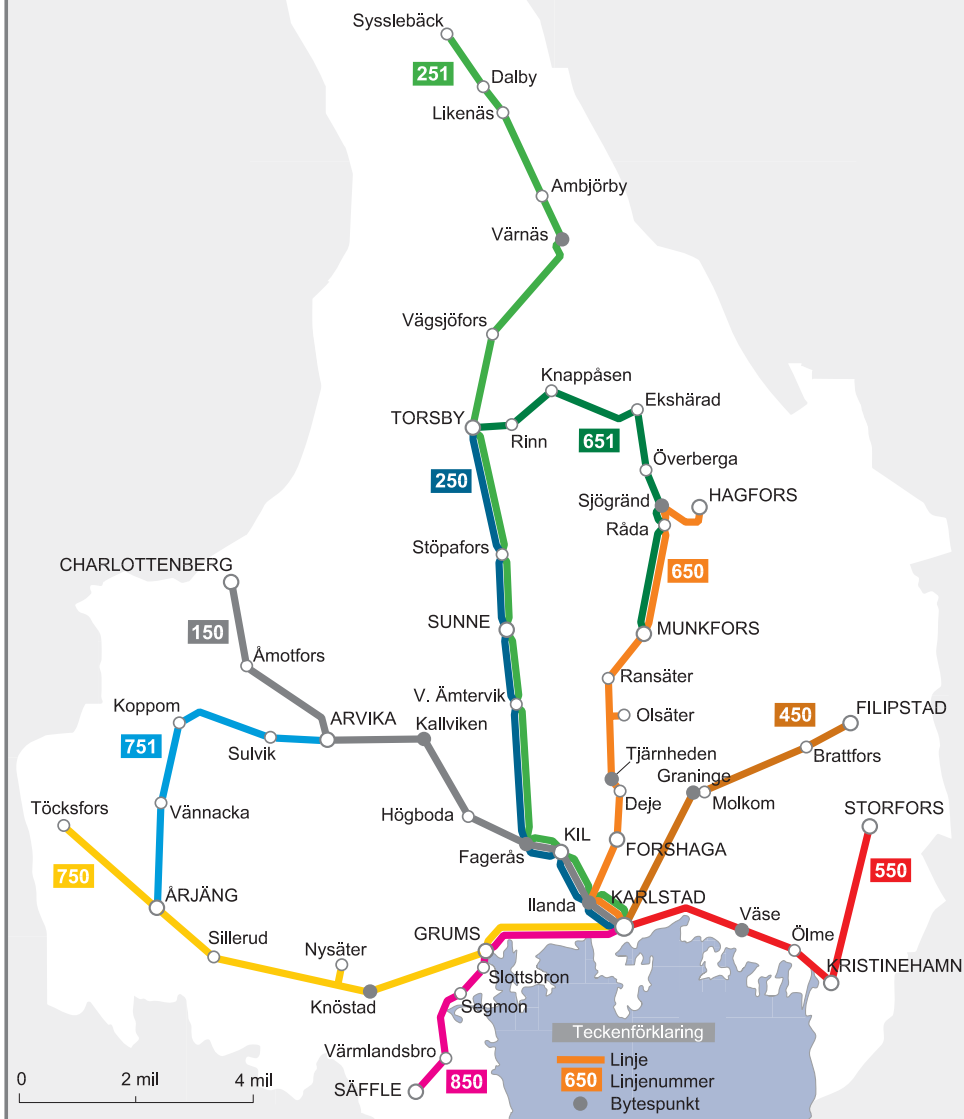 Sysslebäck
251
Dalby
Likenäs
Ambjörby
Värnäs
Vägsjöfors
Knappåsen
Ekshärad
TORSBY
Rinn
651
Överberga
250
Sjögränd
HAGFORS
Råda
Stöpafors
CHARLOTTENBERG
650
150
SUNNE
MUNKFORS
Åmotfors
Ransäter
Koppom
V. Ämtervik
Olsäter
450
FILIPSTAD
ARVIKA
Kallviken
751
Sulvik
Tjärnheden
Brattfors
Graninge
Töcksfors
Vännacka
Deje
Molkom
STORFORS
Högboda
KIL
FORSHAGA
Fagerås
750
550
ÅRJÄNG
Ilanda
KARLSTAD
Väse
Sillerud
Nysäter
GRUMS
Ölme
KRISTINEHAMN
Slottsbron
Knöstad
Segmon
Teckenförklaring
Värmlandsbro
Linje
0
2 mil
4 mil
SÄFFLE
850
650
Linjenummer
Bytespunkt